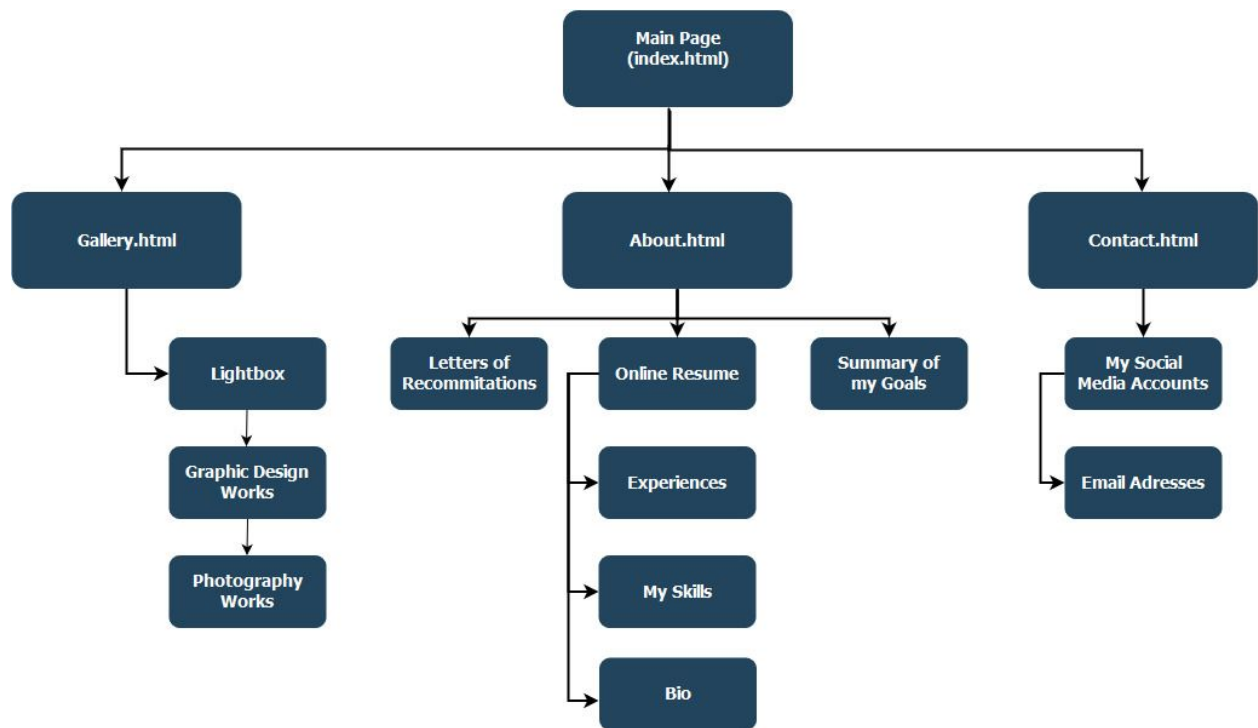 Main Page
(index.html)
Gallery.html
About.html
Contact.html
Lightbox
Letters of
Recommitations
Online Resume
Summary of
my Goals
My Social
Media Accounts
Graphic Design
Works
Experiences
Email Adresses
Photography
Works
My Skills
Bio